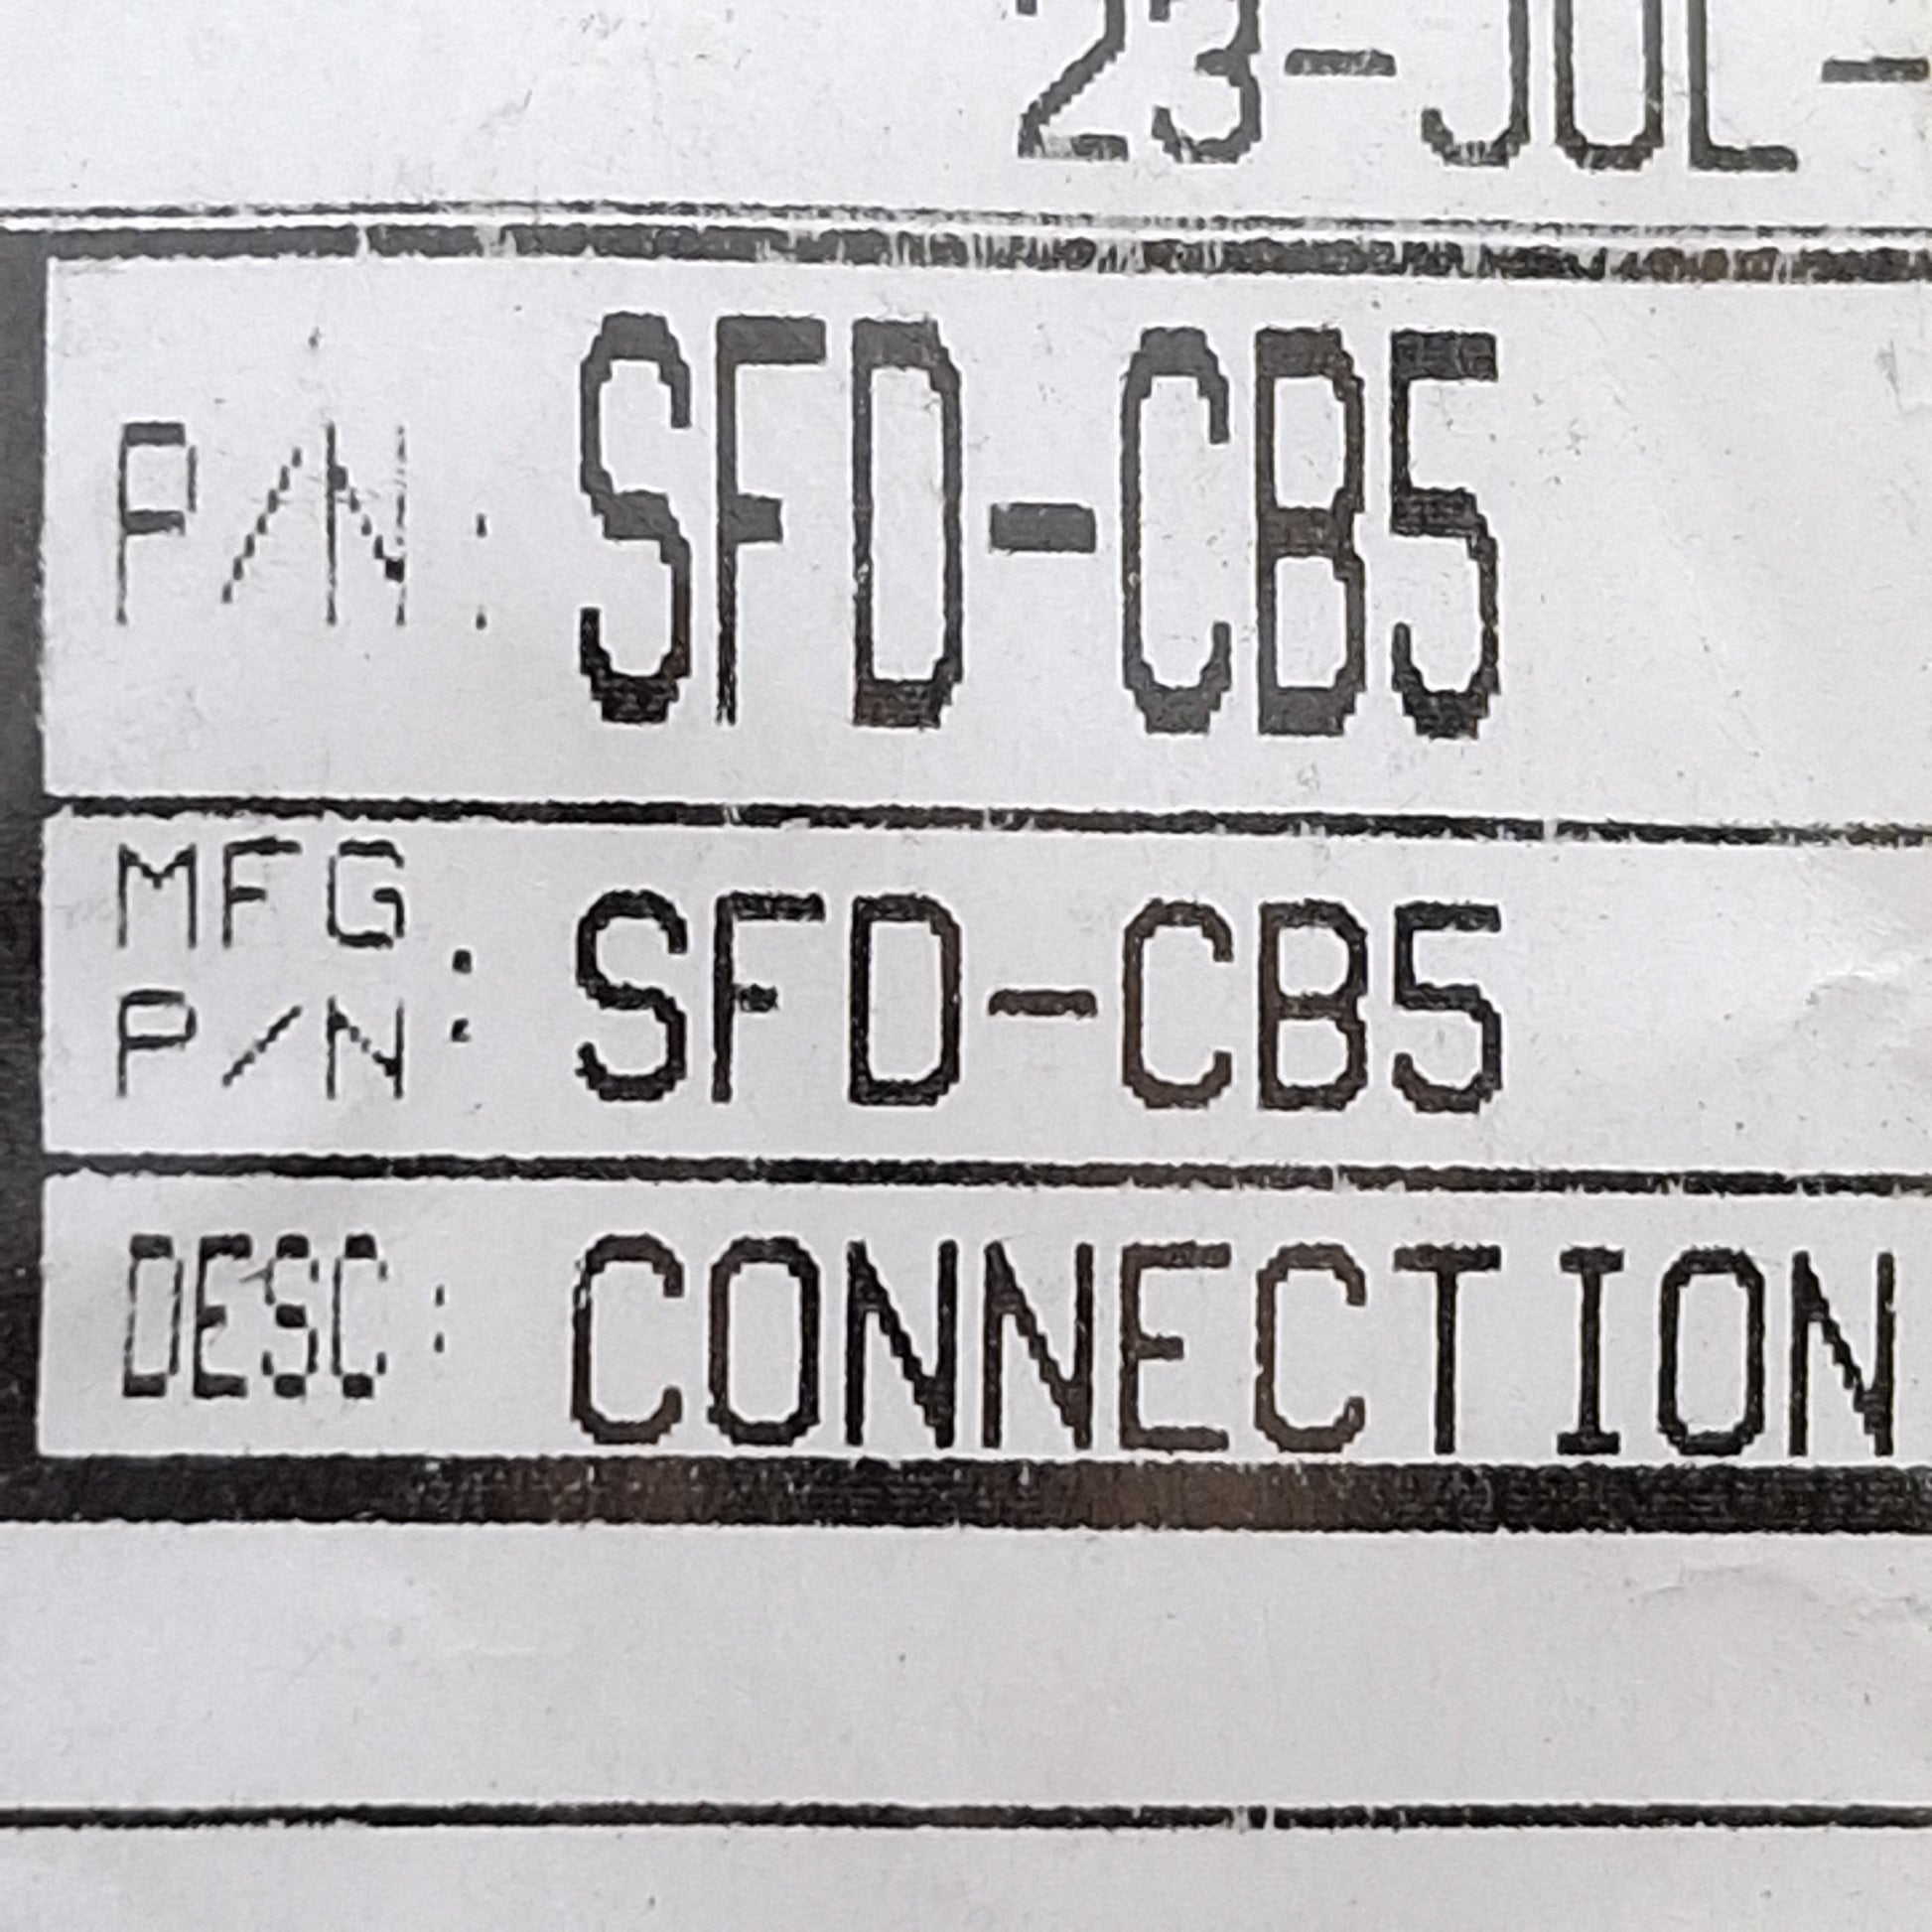 23-JUL-
P/N: SFD-CB5
MFG
P/N: SFD-CB5
DESC: CONNECTION